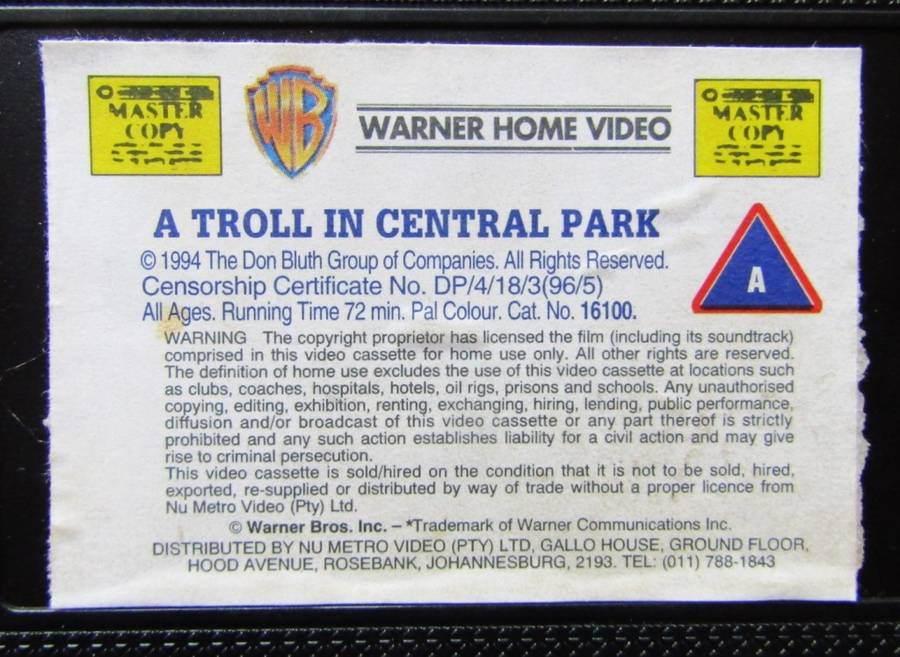 MASTER
COPY
WB
WARNER HOME VIDEO
MASTER
COPY
A TROLL IN CENTRAL PARK
© 1994 The Don Bluth Group of Companies. All Rights Reserved.
Censorship Certificate No. DP/4/18/3(96/5)
All Ages. Running Time 72 min. Pal Colour. Cat. No. 16100.
A
WARNING The copyright proprietor has licensed the film (including its soundtrack)
comprised in this video cassette for home use only. All other rights are reserved.
The definition of home use excludes the use of this video cassette at locations such
as clubs, coaches, hospitals, hotels, oil rigs, prisons and schools. Any unauthorised
copying, editing, exhibition, renting, exchanging, hiring, lending, public performance,
diffusion and/or broadcast of this video cassette or any part thereof is strictly
prohibited and any such action establishes liability for a civil action and may give
rise to criminal persecution.
This video cassette is sold/hired on the condition that it is not to be sold, hired,
exported, re-supplied or distributed by way of trade without a proper licence from
Nu Metro Video (Pty) Ltd.
© Warner Bros. Inc. – *Trademark of Warner Communications Inc.
DISTRIBUTED BY NU METRO VIDEO (PTY) LTD, GALLO HOUSE, GROUND FLOOR,
HOOD AVENUE, ROSEBANK, JOHANNESBURG, 2193. TEL: (011) 788-1843